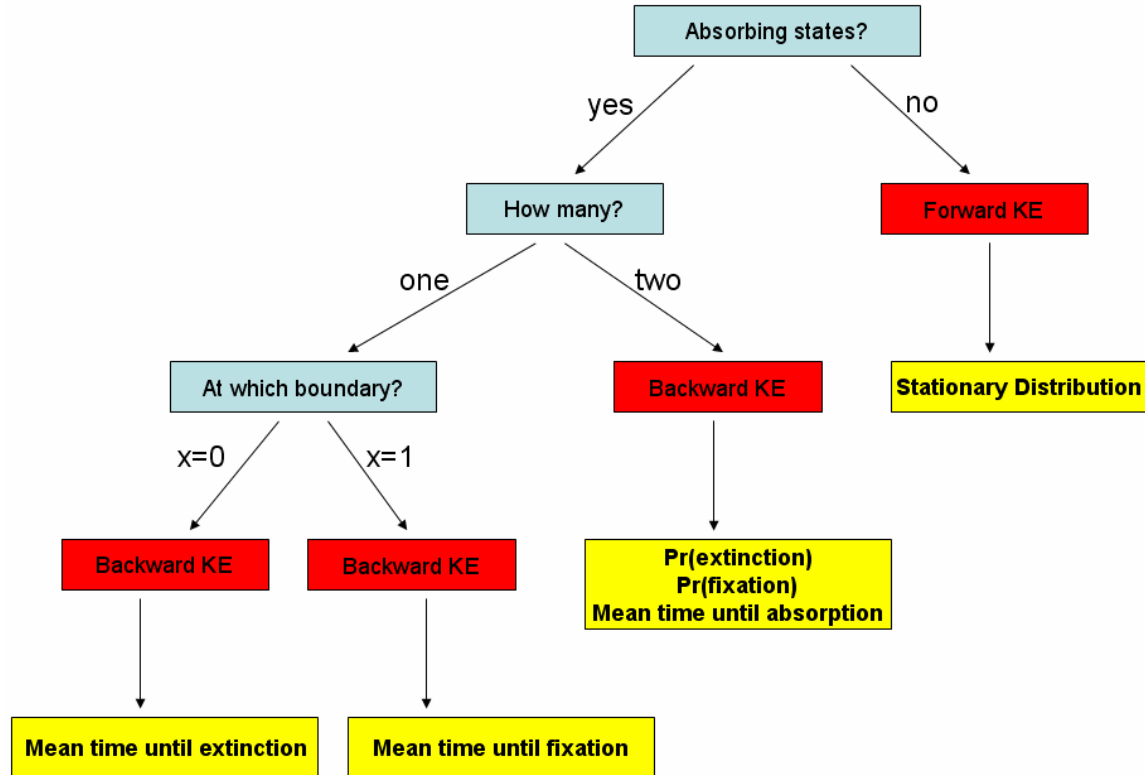 Absorbing states?
yes
no
How many?
Forward KE
one
two
At which boundary?
Backward KE
Stationary Distribution
x=0
x=1
Backward KE
Backward KE
Pr(extinction)
Pr(fixation)
Mean time until absorption
Mean time until extinction
Mean time until fixation